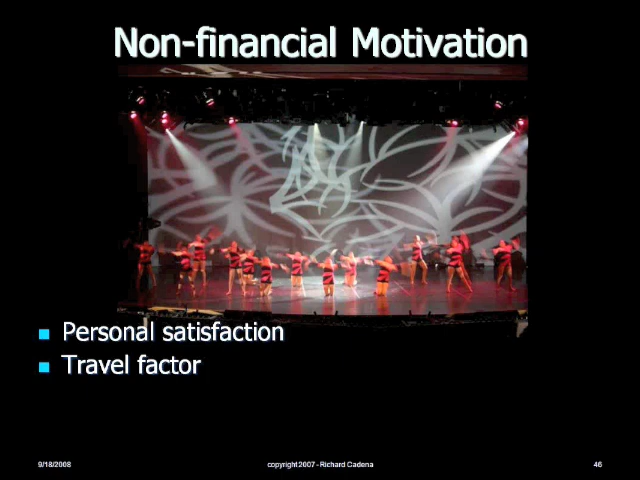 Non-financial Motivation
Personal satisfaction
Travel factor
9/18/2008
copyright 2007 - Richard Cadena
46